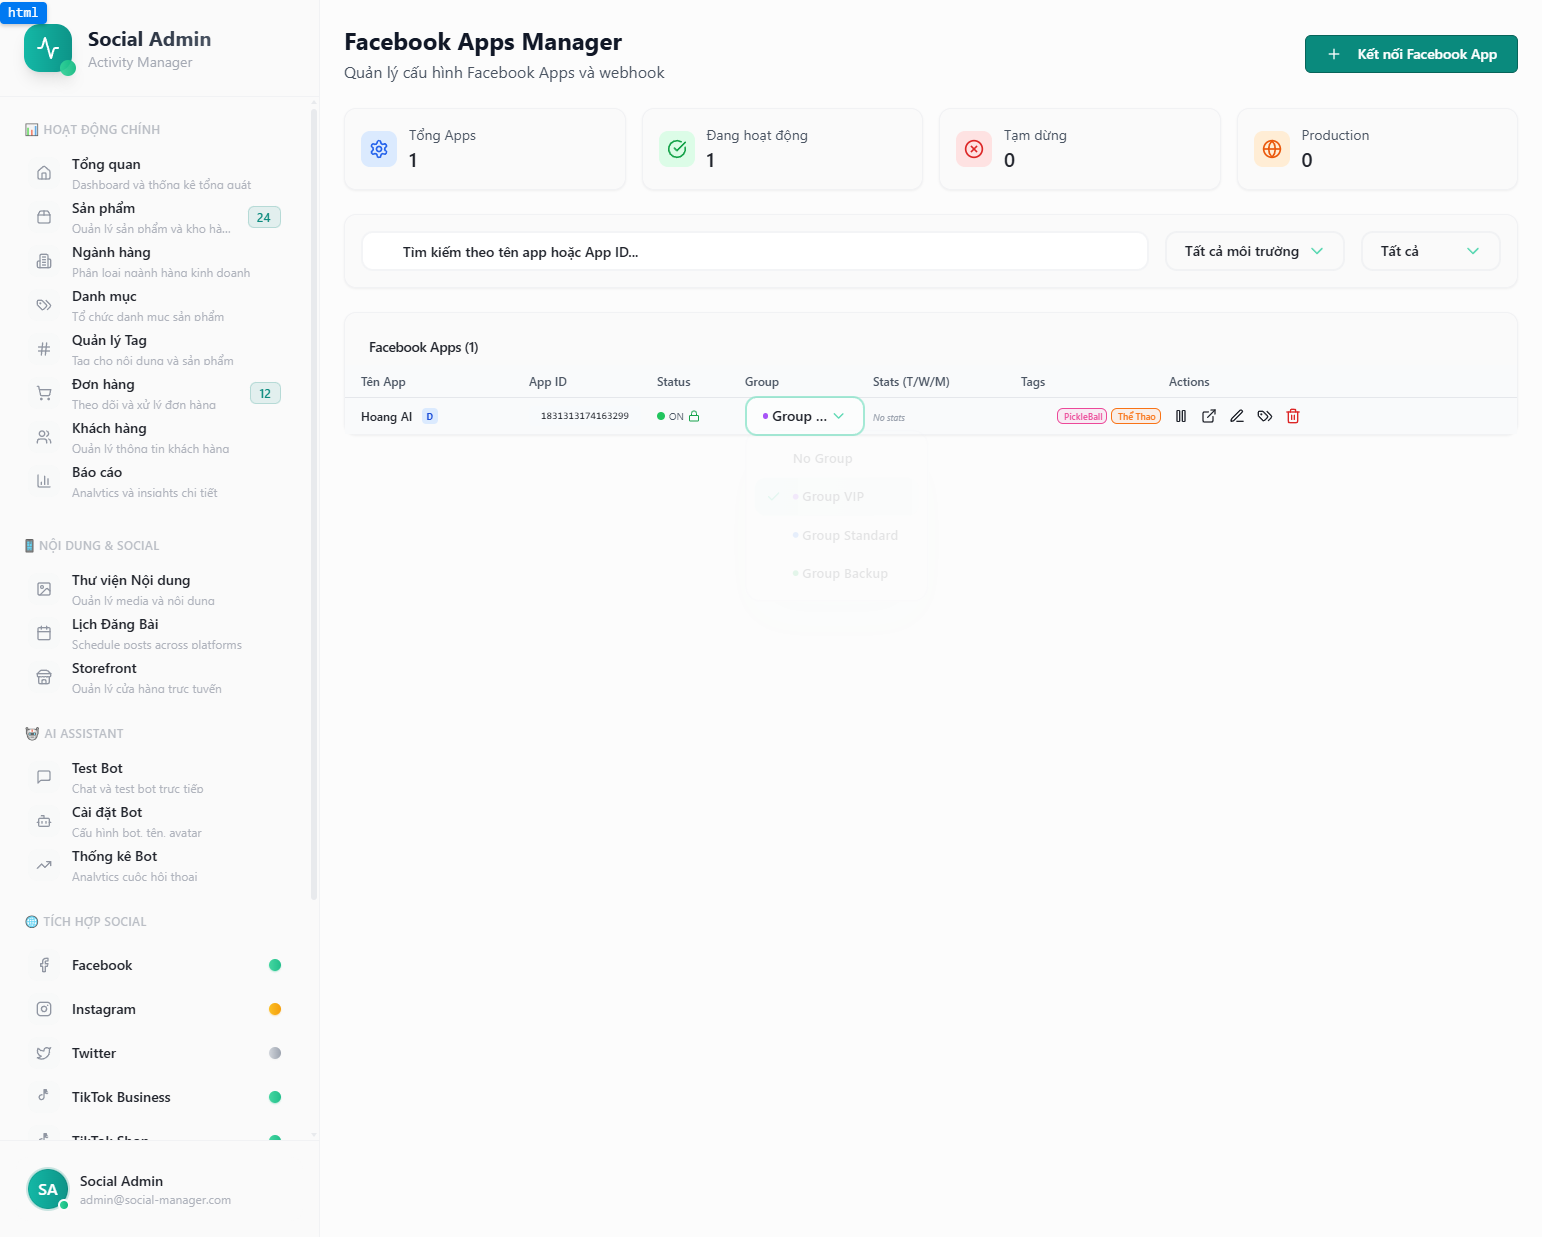 html
Social Admin
Activity Manager
📊 HOẠT ĐỘNG CHÍNH
Tổng quan
Dashboard và thống kê tổng quát
Sản phẩm
Quản lý sản phẩm và kho hà...
24
Ngành hàng
Phân loại ngành hàng kinh doanh
Danh mục
Tổ chức danh mục sản phẩm
Quản lý Tag
Tag cho nội dung và sản phẩm
Đơn hàng
Theo dõi và xử lý đơn hàng
12
Khách hàng
Quản lý thông tin khách hàng
Báo cáo
Analytics và insights chi tiết
📱 NỘI DUNG & SOCIAL
Thư viện Nội dung
Quản lý media và nội dung
Lịch Đăng Bài
Schedule posts across platforms
Storefront
Quản lý cửa hàng trực tuyến
🤖 AI ASSISTANT
Test Bot
Chat và test bot trực tiếp
Cài đặt Bot
Cấu hình bot, tên, avatar
Thống kê Bot
Analytics cuộc hội thoại
🌐 TÍCH HỢP SOCIAL
Facebook
Instagram
Twitter
TikTok Business
TikTok Shop
SA
Social Admin
admin@social-manager.com
Facebook Apps Manager
Quản lý cấu hình Facebook Apps và webhook
Kết nối Facebook App
Tổng Apps
1
Đang hoạt động
1
Tạm dừng
0
Production
0
Tìm kiếm theo tên app hoặc App ID...
Tất cả môi trường
Tất cả
Facebook Apps (1)
Tên App App ID Status Group Stats (T/W/M) Tags Actions
Hoang AI D 1831313174163299 ON Group ... No stats PickleBall Thể Thao
No Group
Group VIP
Group Standard
Group Backup